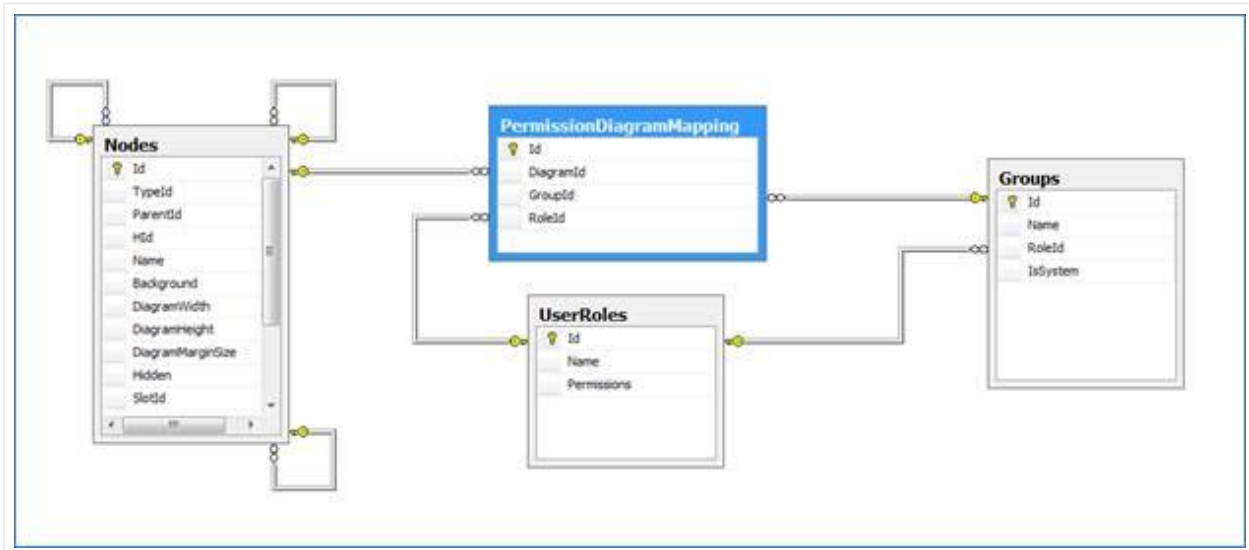 Nodes
Id
TypeId
ParentId
HId
Name
Background
DiagramWidth
DiagramHeight
DiagramMarginSize
Hidden
SlotId
PermissionDiagramMapping
Id
DiagramId
GroupId
RoleId
UserRoles
Id
Name
Permissions
Groups
Id
Name
RoleId
IsSystem